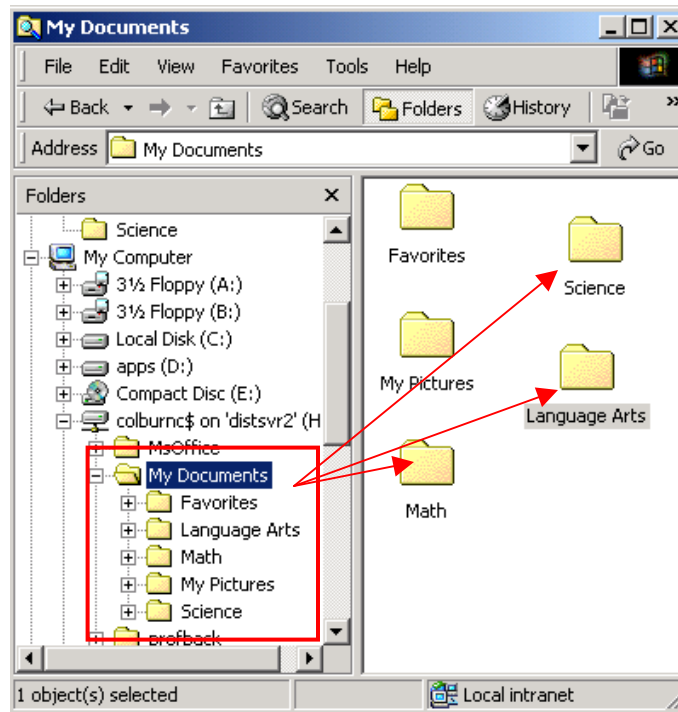 My Documents
File Edit View Favorites Tools Help
Back Search Folders History »
Address My Documents Go
Folders
Science
My Computer
3½ Floppy (A:)
3½ Floppy (B:)
Local Disk (C:)
apps (D:)
Compact Disc (E:)
colburnc$ on 'distsvr2' (H
MsOffice
My Documents
Favorites
Language Arts
Math
My Pictures
Science
profback
Favorites
Science
My Pictures
Language Arts
Math
1 object(s) selected
Local intranet